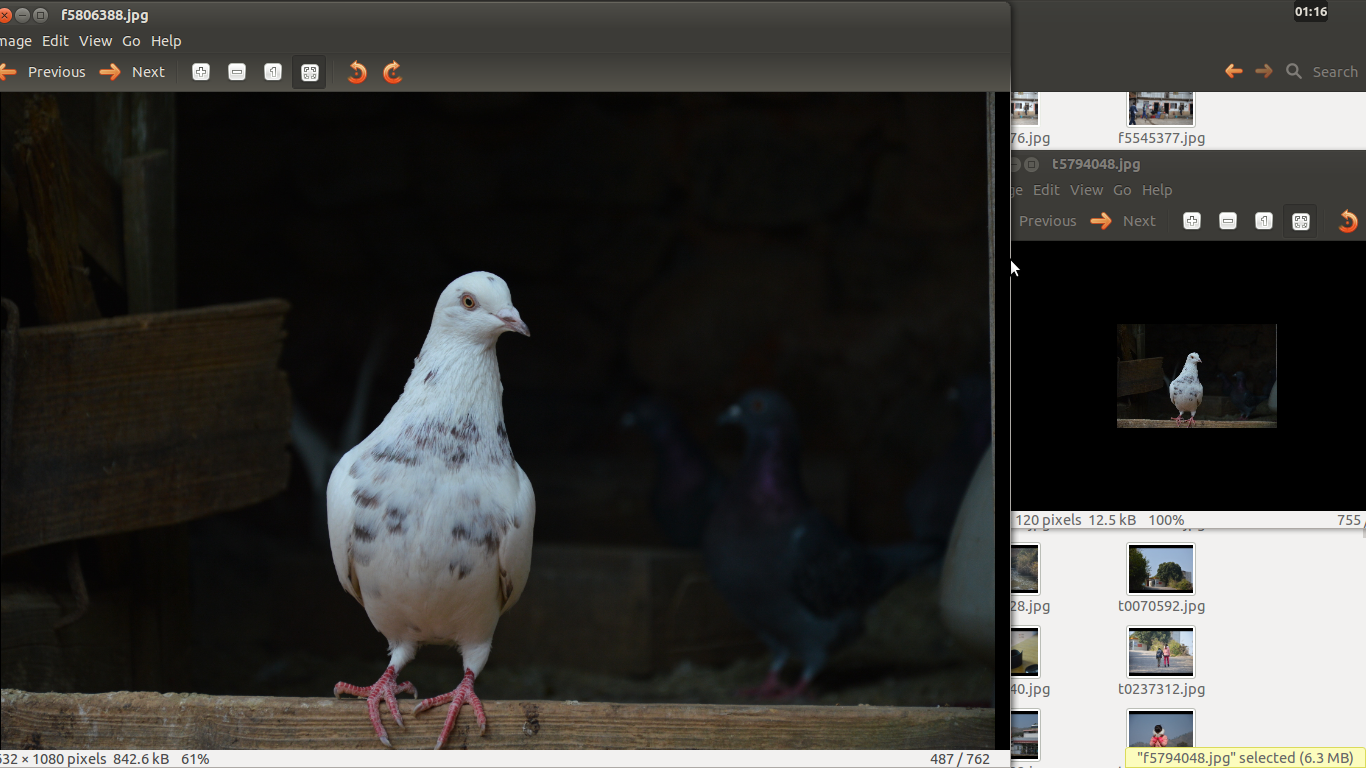 f5806388.jpg
01:16
mage Edit View Go Help
Previous Next
Search
76.jpg f5545377.jpg
t5794048.jpg
ge Edit View Go Help
Previous Next
120 pixels 12.5 kB 100% 755
28.jpg t0070592.jpg
40.jpg t0237312.jpg
"f5794048.jpg" selected (6.3 MB)
632 × 1080 pixels 842.6 kB 61% 487 / 762